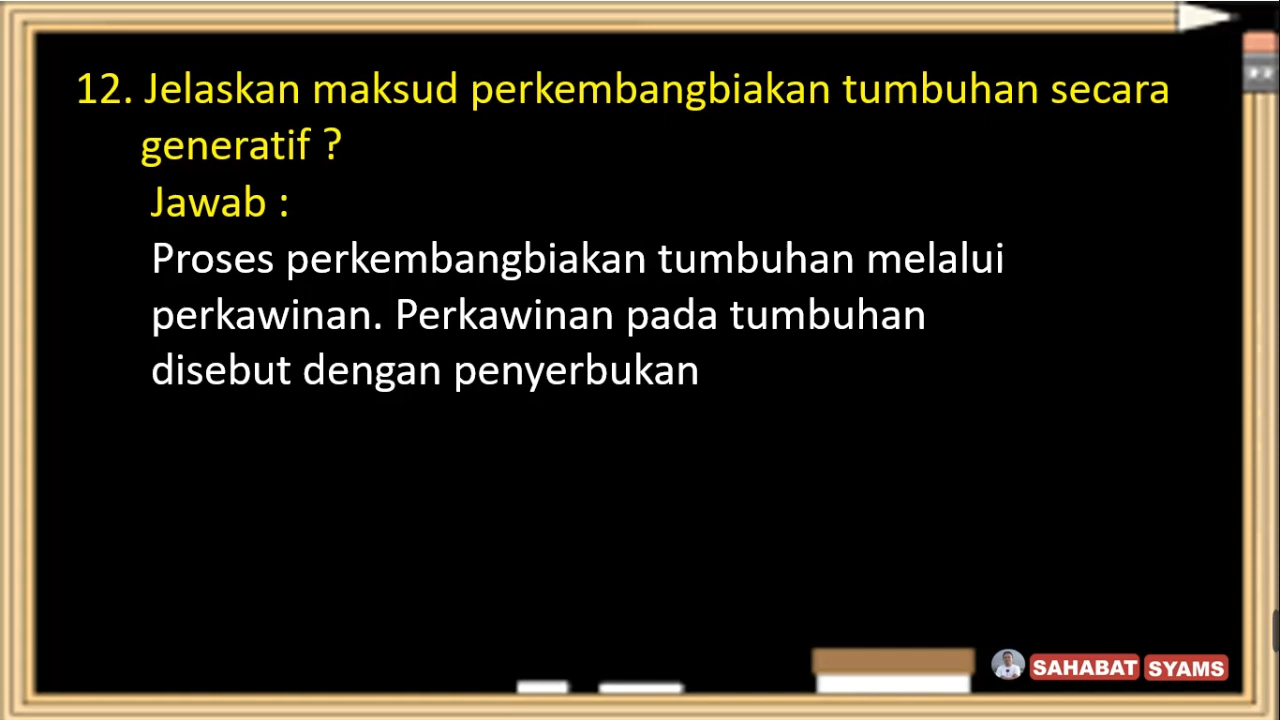 12. Jelaskan maksud perkembangbiakan tumbuhan secara
generatif ?
Jawab :
Proses perkembangbiakan tumbuhan melalui
perkawinan. Perkawinan pada tumbuhan
disebut dengan penyerbukan
SAHABAT SYAMS